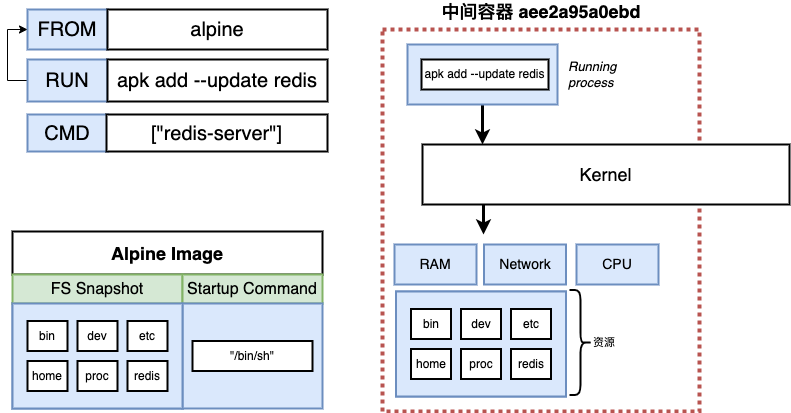 FROM alpine
RUN apk add --update redis
CMD ["redis-server"]
Alpine Image
FS Snapshot Startup Command
bin dev etc
home proc redis
"/bin/sh"
中间容器 aee2a95a0ebd
apk add --update redis
Running
process
Kernel
RAM Network CPU
bin dev etc
home proc redis
资源